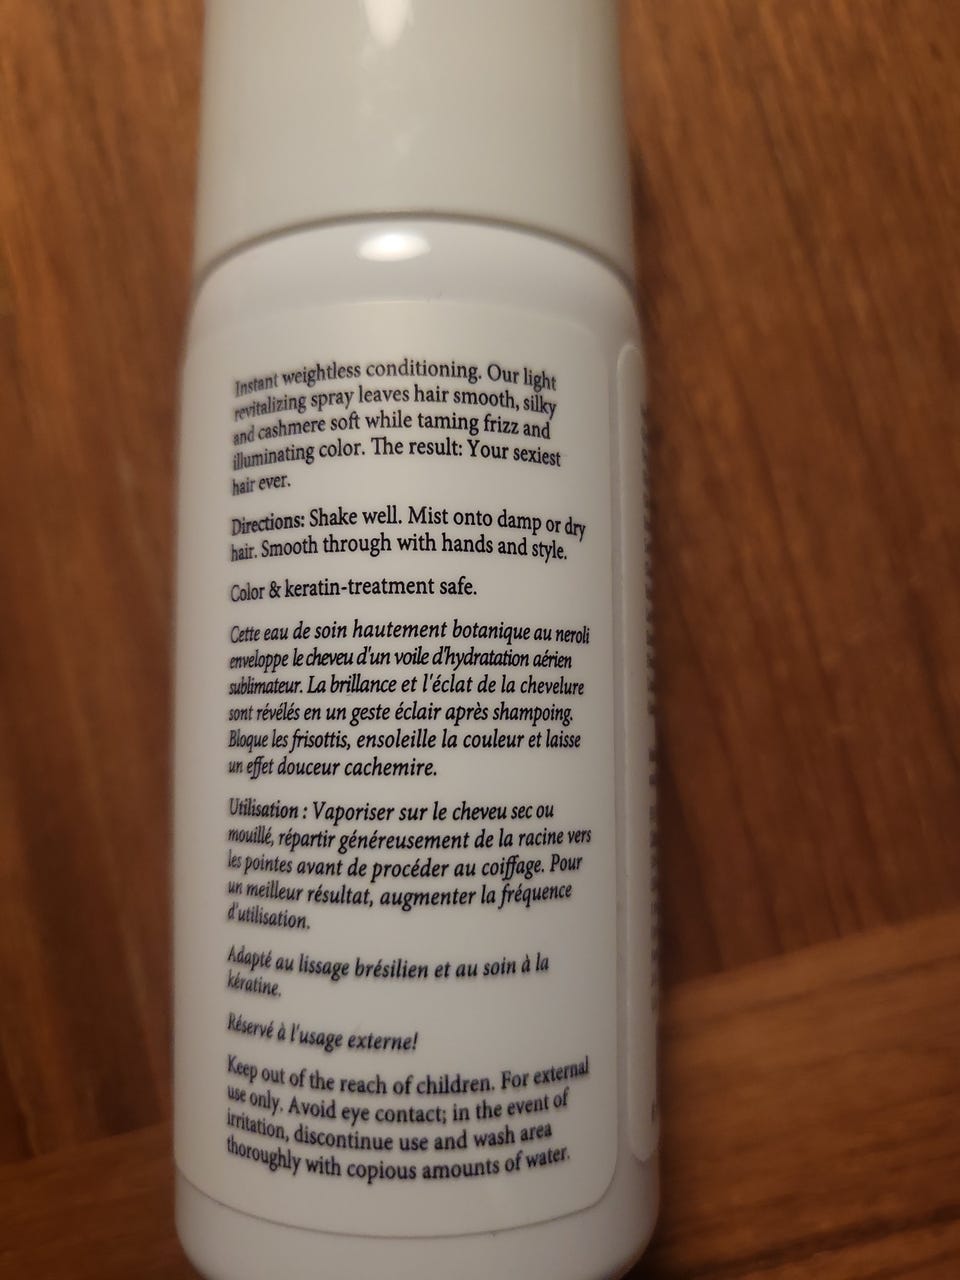 Instant weightless conditioning. Our light
revitalizing spray leaves hair smooth, silky
and cashmere soft while taming frizz and
illuminating color. The result: Your sexiest
hair ever.
Directions: Shake well. Mist onto damp or dry
hair. Smooth through with hands and style.
Color & keratin-treatment safe.
Cette eau de soin hautement botanique au neroli
enveloppe le cheveu d'un voile d'hydratation aérien
sublimateur. La brillance et l'éclat de la chevelure
sont révélés en un geste éclair après shampoing.
Bloque les frisottis, ensoleille la couleur et laisse
un effet douceur cachemire.
Utilisation : Vaporiser sur le cheveu sec ou
mouillé, répartir généreusement de la racine vers
les pointes avant de procéder au coiffage. Pour
un meilleur résultat, augmenter la fréquence
d'utilisation.
Adapté au lissage brésilien et au soin à la
kératine.
Réservé à l'usage externe!
Keep out of the reach of children. For external
use only. Avoid eye contact; in the event of
irritation, discontinue use and wash area
thoroughly with copious amounts of water.